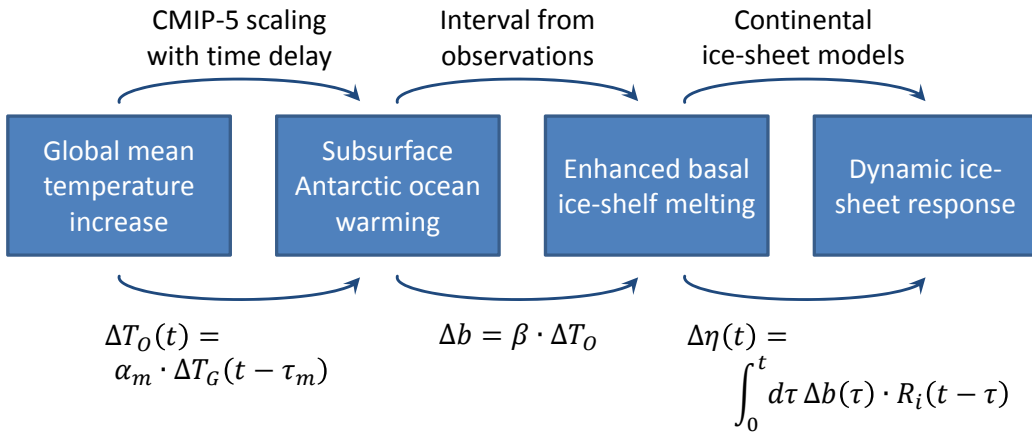 CMIP-5 scaling
with time delay
Interval from
observations
Continental
ice-sheet models
Global mean
temperature
increase
Subsurface
Antarctic ocean
warming
Enhanced basal
ice-shelf melting
Dynamic ice-
sheet response
ΔT_O(t) =
α_m · ΔT_G(t − τ_m)
Δb = β · ΔT_O
Δη(t) =
∫_0^t dτ Δb(τ) · R_i(t − τ)